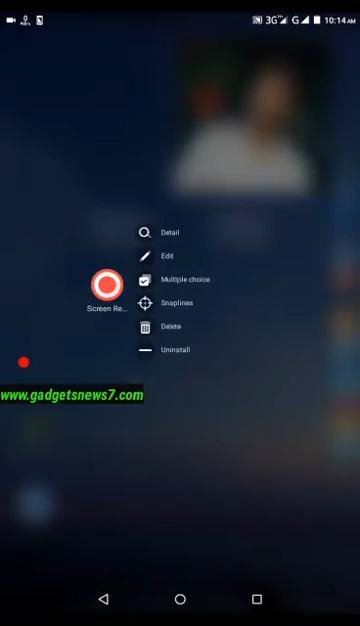 3G G 10:14 AM
Detail
Edit
Multiple choice
Screen Re...
Snaplines
Delete
Uninstall
www.gadgetsnews7.com